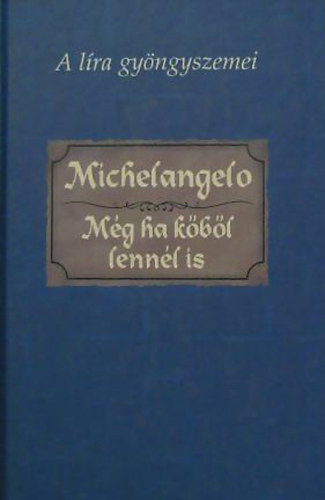 A líra gyöngyszemei
Michelangelo
Még ha kőből
lennél is